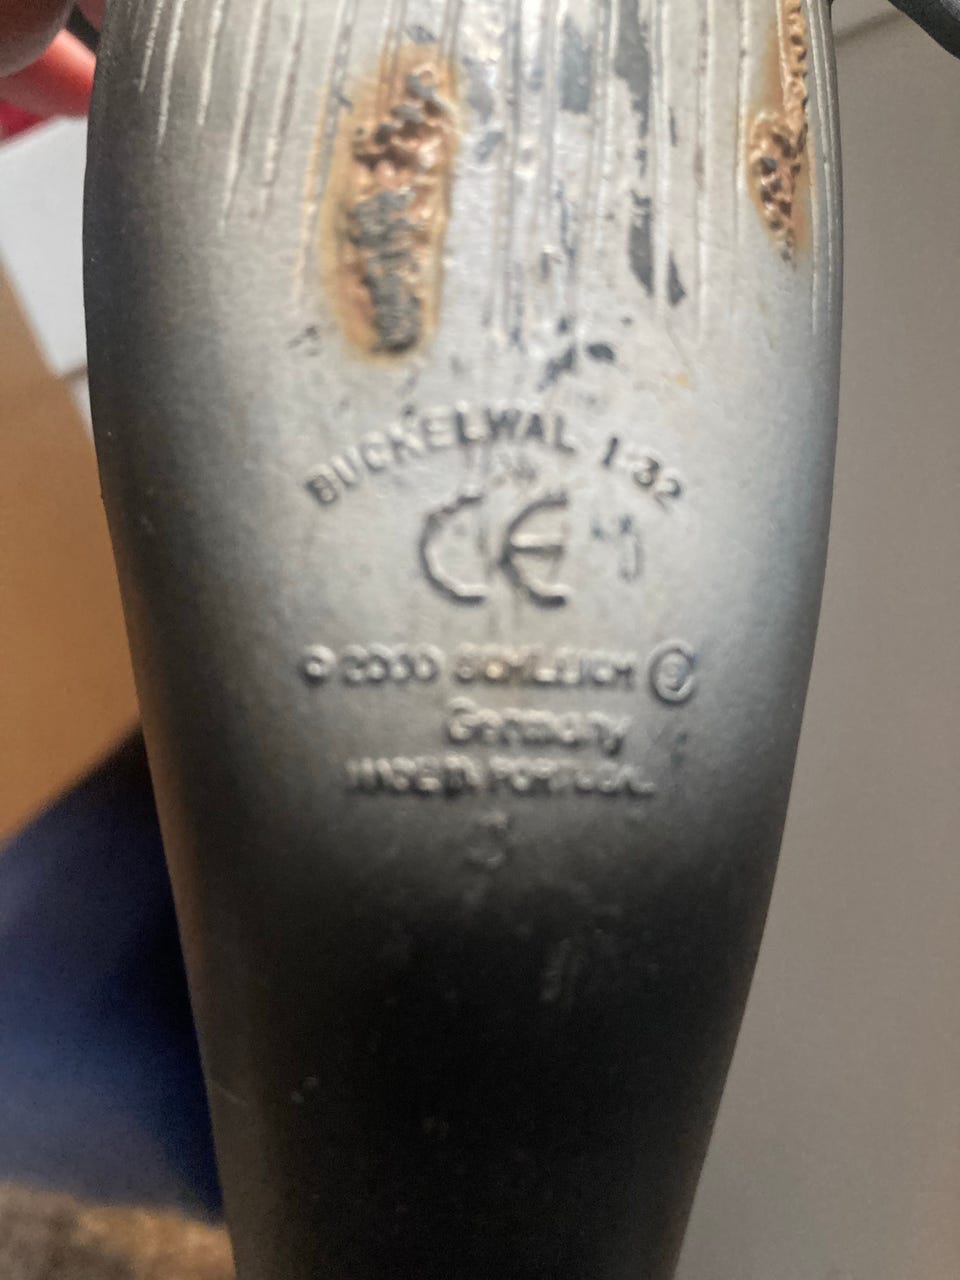 BUCKELWAL 1:32
CE
© 2000 SCHLEICH S
Germany
MADE IN PORTUGAL